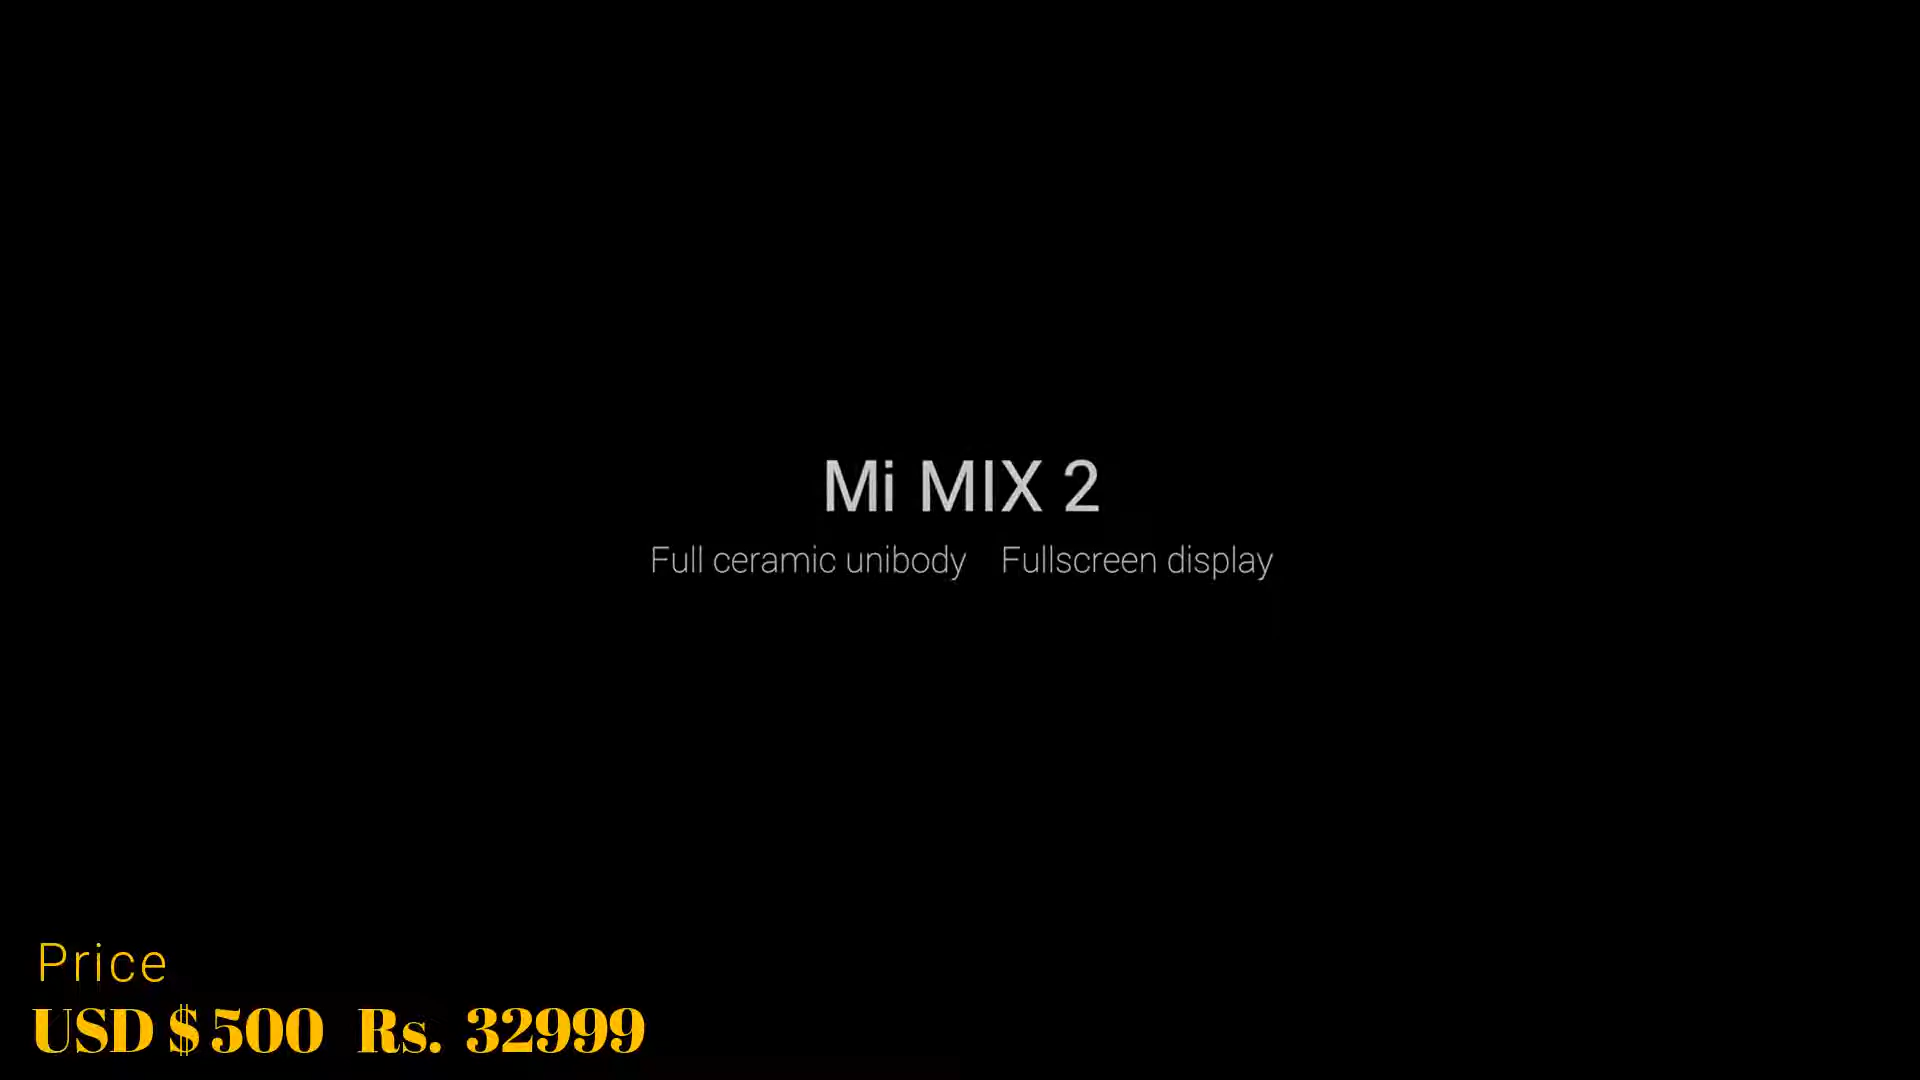 Mi MIX 2
Full ceramic unibody Fullscreen display
Price
USD $ 500 Rs. 32999